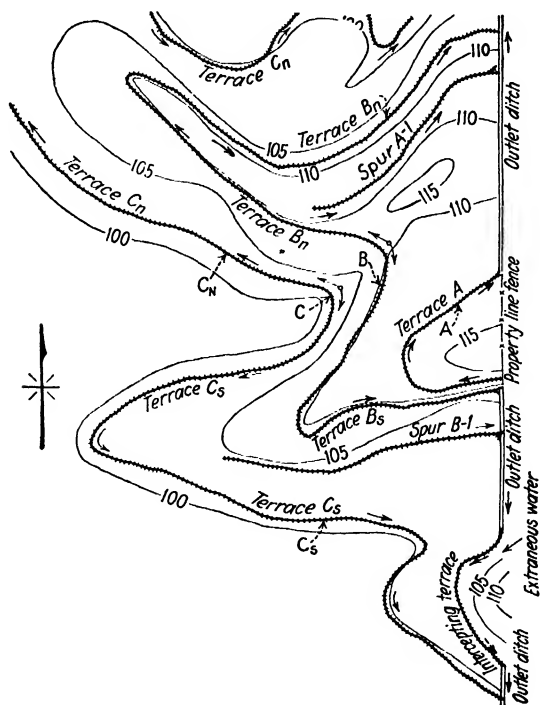 Terrace Cn
110
110
105
Terrace Bn
110
Spur A-1
110
Outlet ditch
105
Terrace Cn
100
Terrace Bn
115
110
B
CN
C
Terrace A
A
115
Property line fence
Terrace Cs
Terrace Bs
105
Spur B-1
Outlet ditch
100
Terrace Cs
Cs
Extraneous water
105
110
Intercepting terrace
Outlet ditch